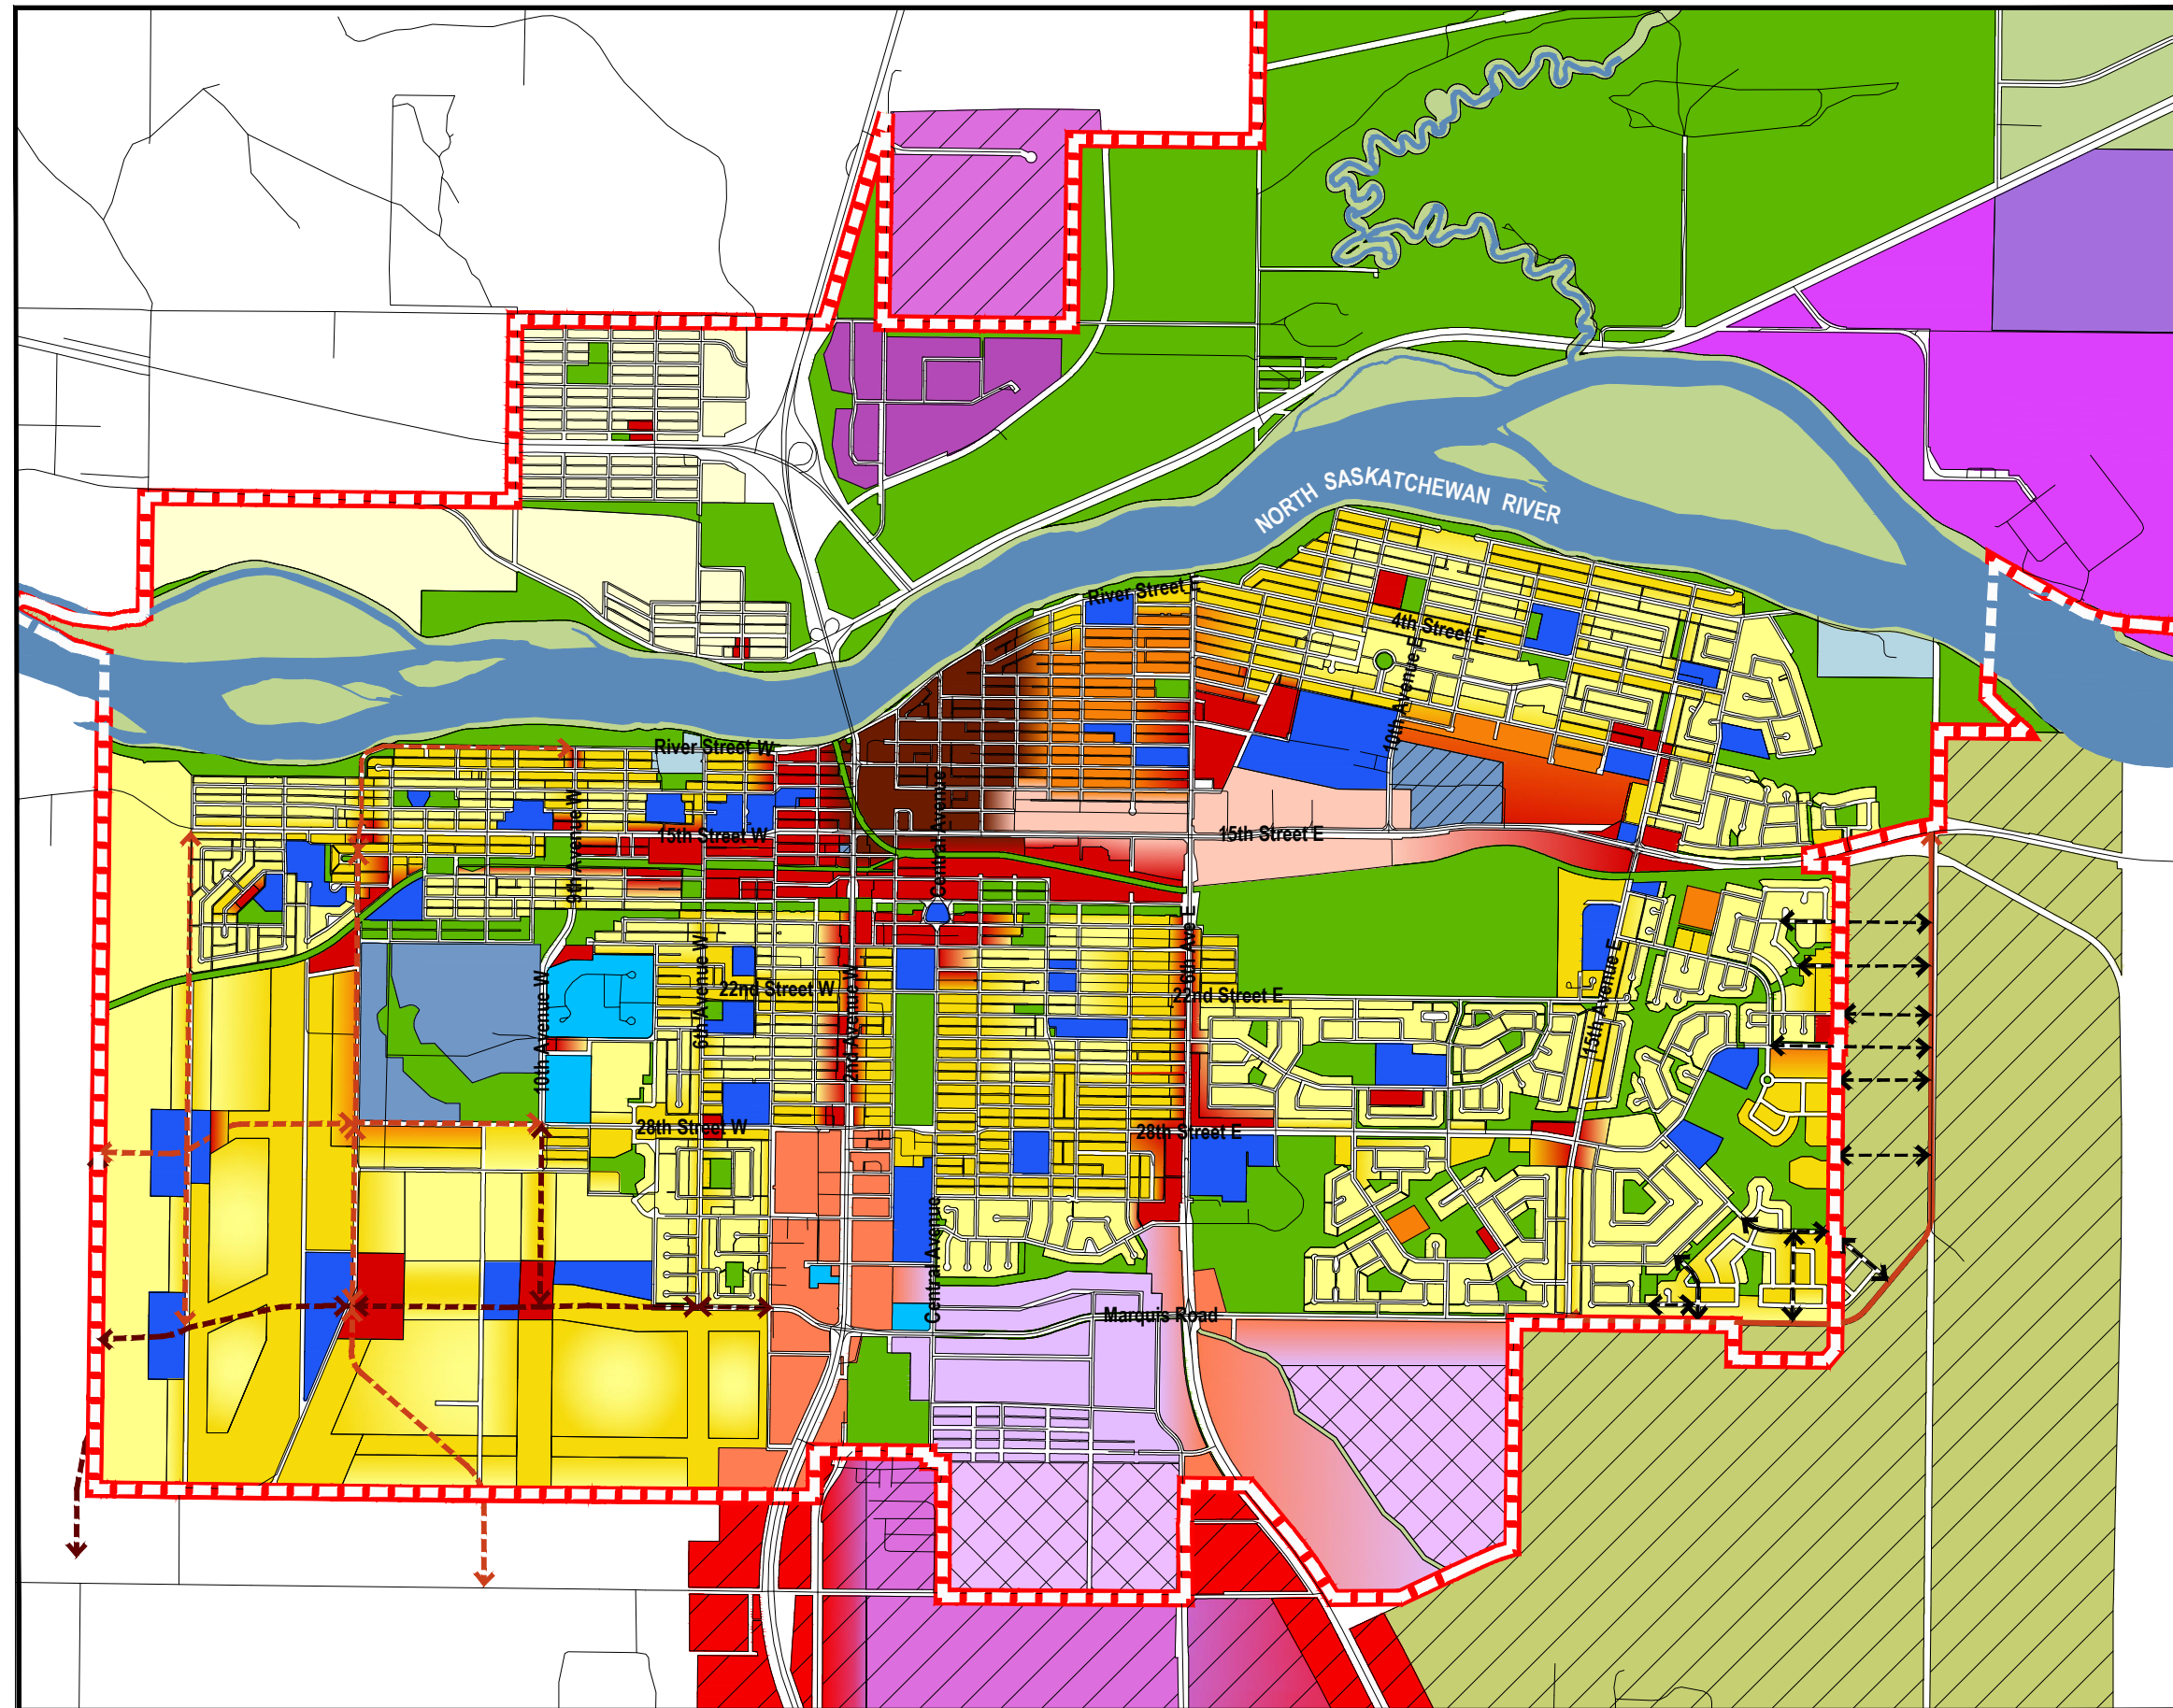 NORTH SASKATCHEWAN RIVER
River Street E
4th Street E
10th Avenue E
River Street W
9th Avenue W
15th Street W
Central Avenue
15th Street E
6th Avenue W
22nd Street W
2nd Avenue W
6th Ave E
22nd Street E
15th Avenue E
10th Avenue W
28th Street W
28th Street E
Central Avenue
Marquis Road